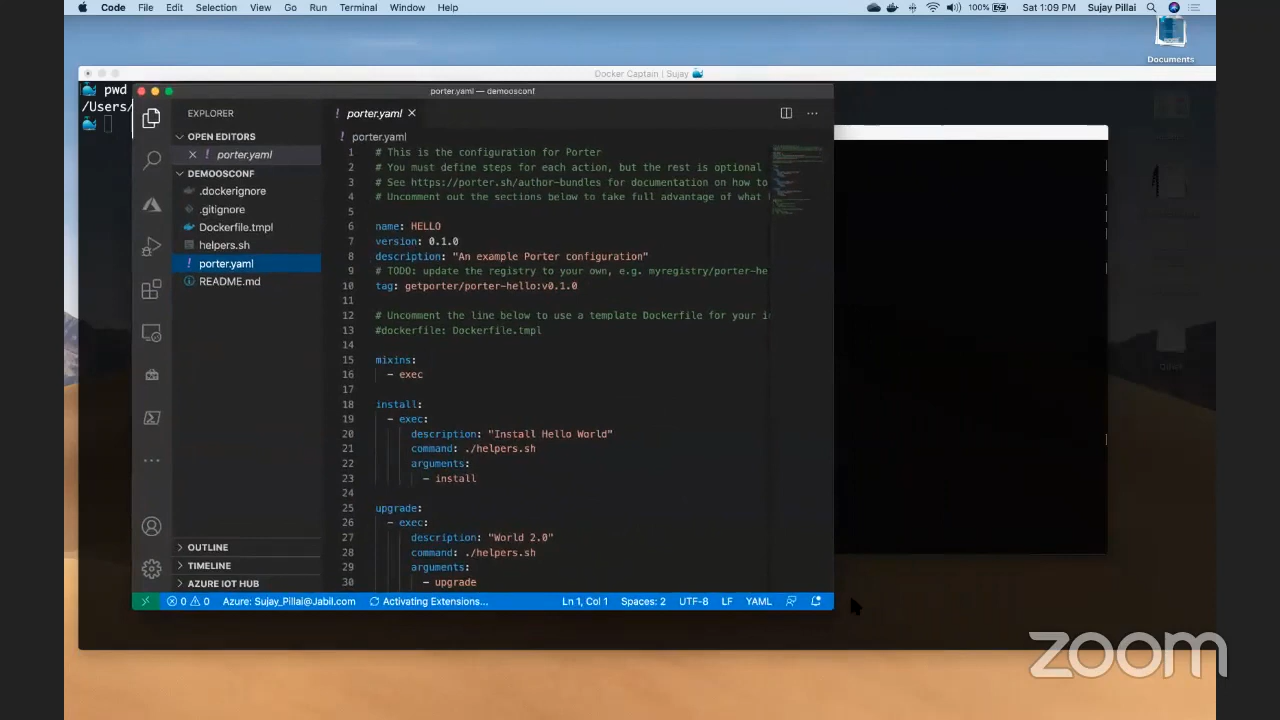 Code File Edit Selection View Go Run Terminal Window Help 100% Sat 1:09 PM Sujay Pillai
Documents
Docker Captain | Sujay
pwd
/Users/
porter.yaml — demoosconf
EXPLORER
OPEN EDITORS
! porter.yaml
DEMOOSCONF
.dockerignore
.gitignore
Dockerfile.tmpl
helpers.sh
! porter.yaml
README.md
OUTLINE
TIMELINE
AZURE IOT HUB
! porter.yaml
! porter.yaml
1 # This is the configuration for Porter
2 # You must define steps for each action, but the rest is optional
3 # See https://porter.sh/author-bundles for documentation on how to
4 # Uncomment out the sections below to take full advantage of what
5
6 name: HELLO
7 version: 0.1.0
8 description: "An example Porter configuration"
9 # TODO: update the registry to your own, e.g. myregistry/porter-he
10 tag: getporter/porter-hello:v0.1.0
11
12 # Uncomment the line below to use a template Dockerfile for your i
13 #dockerfile: Dockerfile.tmpl
14
15 mixins:
16 - exec
17
18 install:
19 - exec:
20 description: "Install Hello World"
21 command: ./helpers.sh
22 arguments:
23 - install
24
25 upgrade:
26 - exec:
27 description: "World 2.0"
28 command: ./helpers.sh
29 arguments:
30 - upgrade
0 0 Azure: Sujay_Pillai@Jabil.com Activating Extensions... Ln 1, Col 1 Spaces: 2 UTF-8 LF YAML
zoom